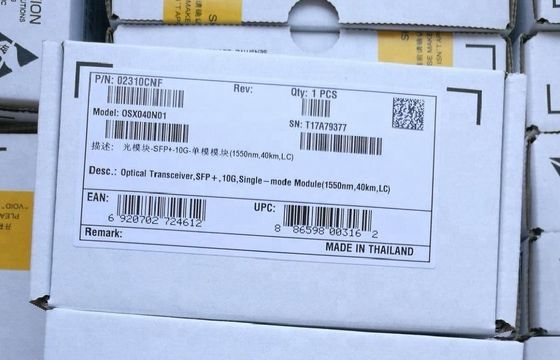 P/N: 02310CNF
Rev:
Qty: 1 PCS
Model: OSX040N01
SN: T17A79377
描述: 光模块-SFP+-10G-单模模块(1550nm,40km,LC)
Desc.: Optical Transceiver,SFP+,10G,Single-mode Module(1550nm,40km,LC)
EAN:
6 920702 724612
UPC:
8 86598 00316 2
Remark:
MADE IN THAILAND